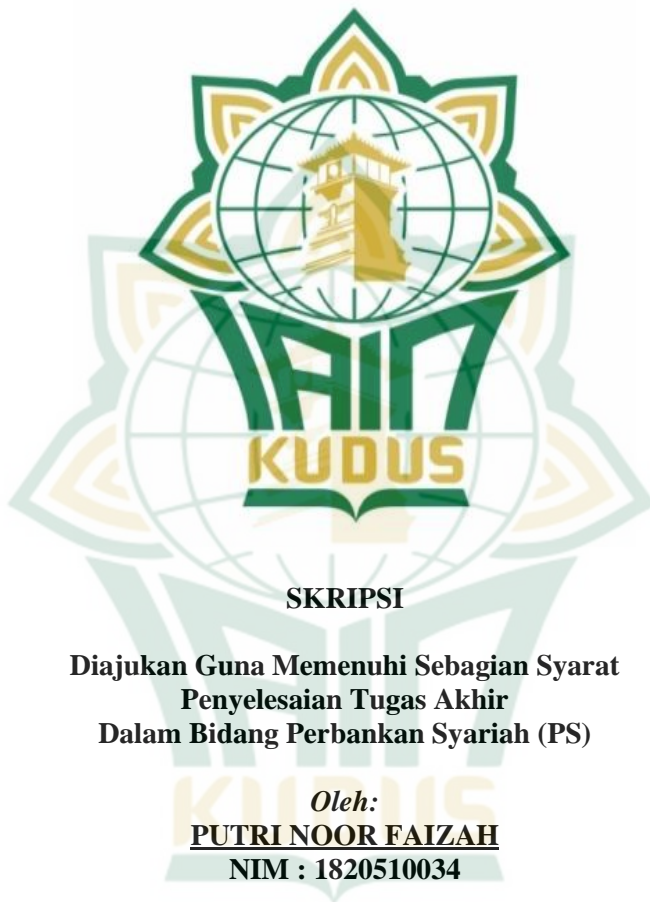 IAIN
KUDUS
SKRIPSI
Diajukan Guna Memenuhi Sebagian Syarat
Penyelesaian Tugas Akhir
Dalam Bidang Perbankan Syariah (PS)
Oleh:
PUTRI NOOR FAIZAH
NIM : 1820510034